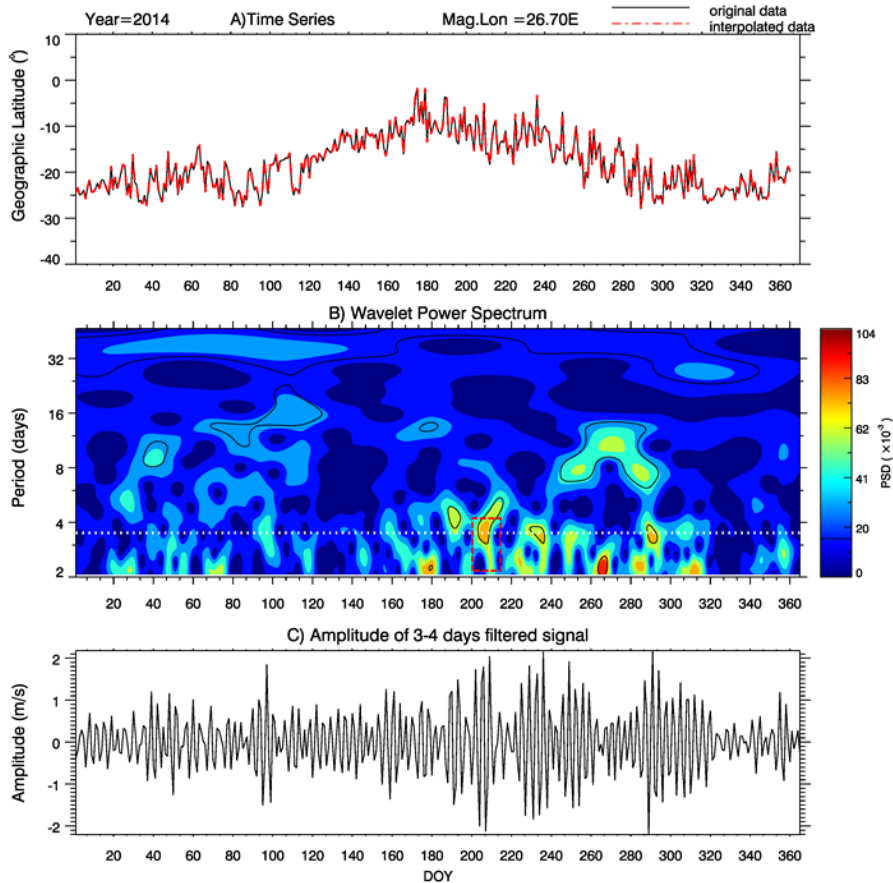 Year=2014 A)Time Series Mag.Lon =26.70E original data
interpolated data
Geographic Latitude (°)
10
0
-10
-20
-30
-40
20 40 60 80 100 120 140 160 180 200 220 240 260 280 300 320 340 360
B) Wavelet Power Spectrum
Period (days)
32
16
8
4
2
104
83
62
41
20
0
PSD (×10⁻³)
20 40 60 80 100 120 140 160 180 200 220 240 260 280 300 320 340 360
C) Amplitude of 3-4 days filtered signal
Amplitude (m/s)
2
1
0
-1
-2
2
1
0
-1
-2
20 40 60 80 100 120 140 160 180 200 220 240 260 280 300 320 340 360
DOY